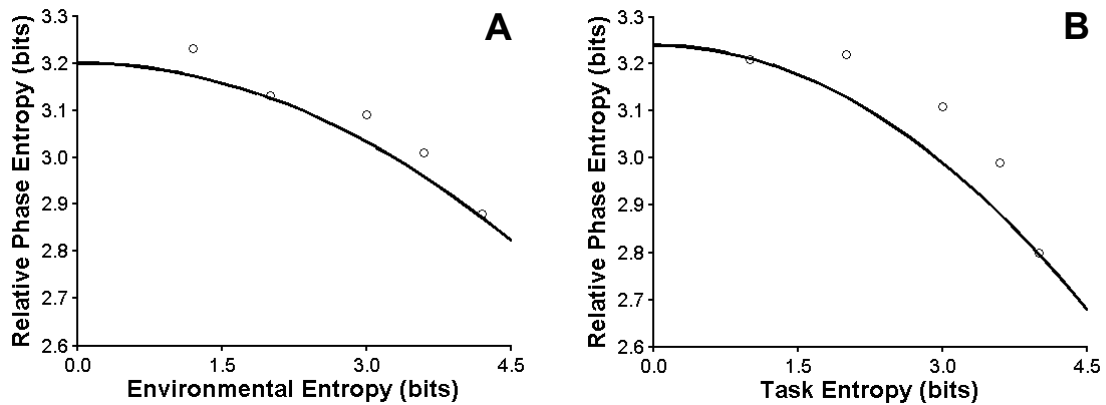 A
Relative Phase Entropy (bits)
3.3
3.2
3.1
3.0
2.9
2.8
2.7
2.6
0.0 1.5 3.0 4.5
Environmental Entropy (bits)
B
Relative Phase Entropy (bits)
3.3
3.2
3.1
3.0
2.9
2.8
2.7
2.6
0.0 1.5 3.0 4.5
Task Entropy (bits)